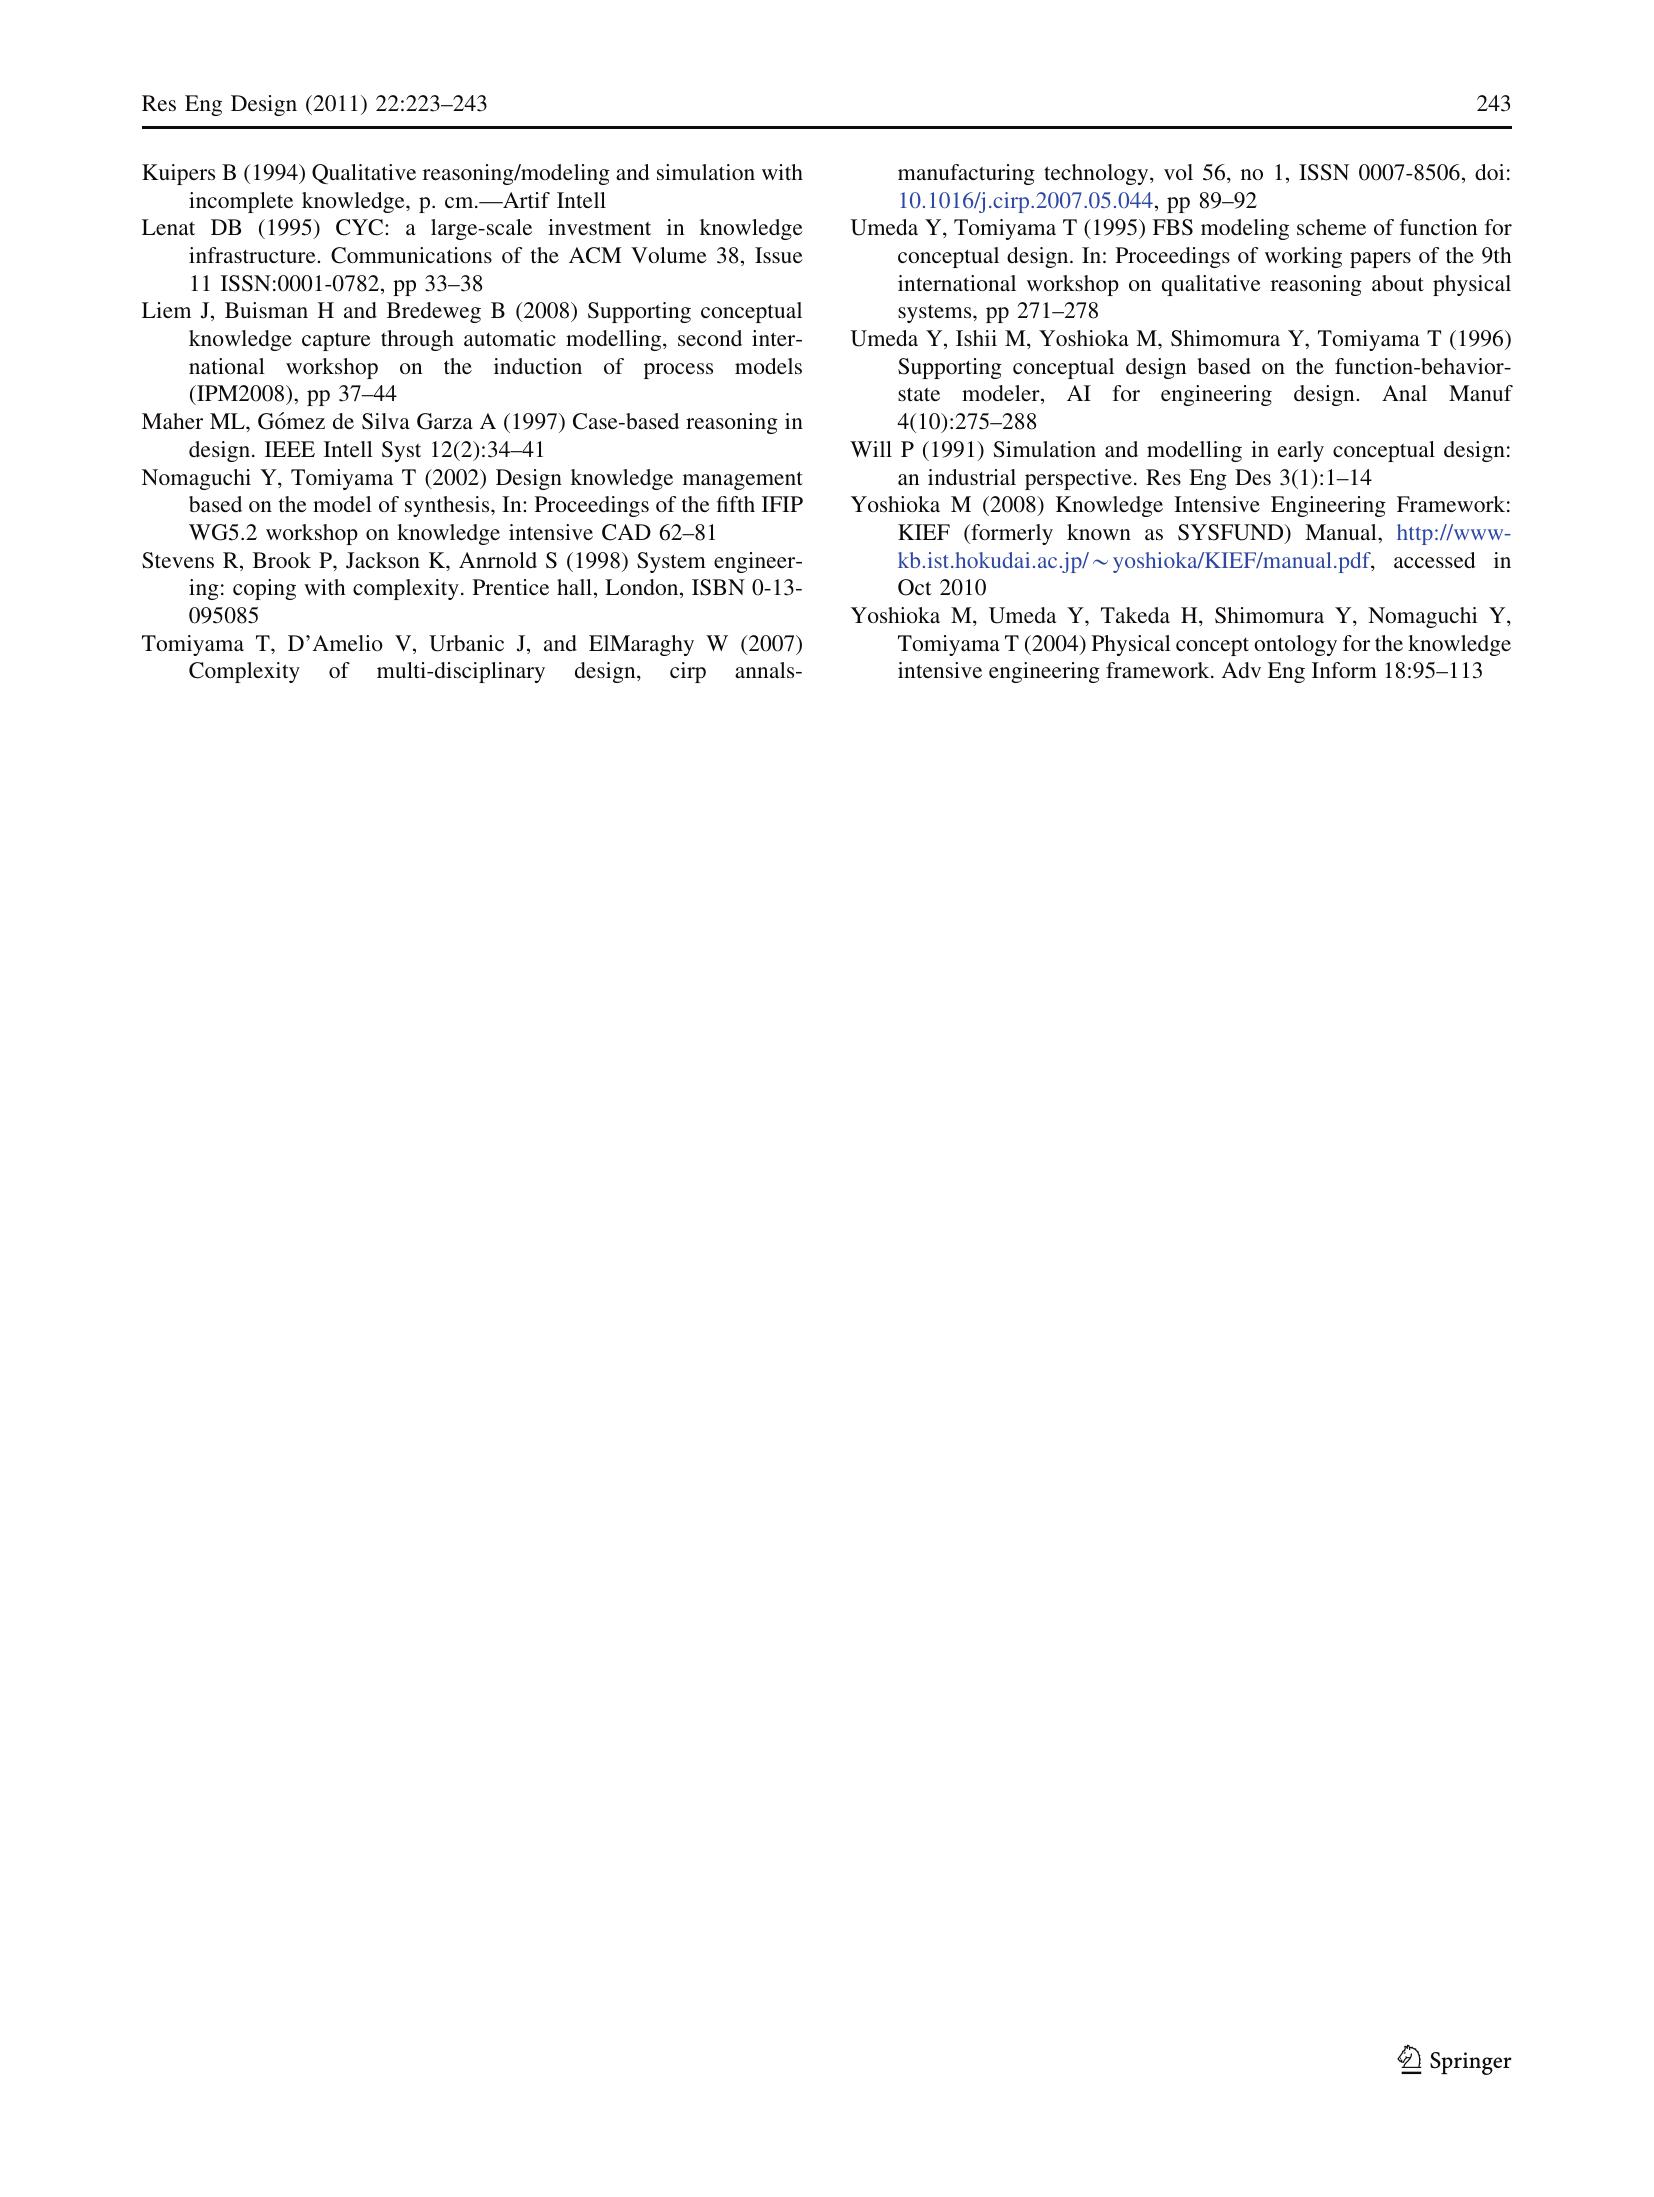 Res Eng Design (2011) 22:223–243 243
Kuipers B (1994) Qualitative reasoning/modeling and simulation with
incomplete knowledge, p. cm.—Artif Intell
Lenat DB (1995) CYC: a large-scale investment in knowledge
infrastructure. Communications of the ACM Volume 38, Issue
11 ISSN:0001-0782, pp 33–38
Liem J, Buisman H and Bredeweg B (2008) Supporting conceptual
knowledge capture through automatic modelling, second inter-
national workshop on the induction of process models
(IPM2008), pp 37–44
Maher ML, Gómez de Silva Garza A (1997) Case-based reasoning in
design. IEEE Intell Syst 12(2):34–41
Nomaguchi Y, Tomiyama T (2002) Design knowledge management
based on the model of synthesis, In: Proceedings of the fifth IFIP
WG5.2 workshop on knowledge intensive CAD 62–81
Stevens R, Brook P, Jackson K, Anrnold S (1998) System engineer-
ing: coping with complexity. Prentice hall, London, ISBN 0-13-
095085
Tomiyama T, D’Amelio V, Urbanic J, and ElMaraghy W (2007)
Complexity of multi-disciplinary design, cirp annals-
manufacturing technology, vol 56, no 1, ISSN 0007-8506, doi:
10.1016/j.cirp.2007.05.044, pp 89–92
Umeda Y, Tomiyama T (1995) FBS modeling scheme of function for
conceptual design. In: Proceedings of working papers of the 9th
international workshop on qualitative reasoning about physical
systems, pp 271–278
Umeda Y, Ishii M, Yoshioka M, Shimomura Y, Tomiyama T (1996)
Supporting conceptual design based on the function-behavior-
state modeler, AI for engineering design. Anal Manuf
4(10):275–288
Will P (1991) Simulation and modelling in early conceptual design:
an industrial perspective. Res Eng Des 3(1):1–14
Yoshioka M (2008) Knowledge Intensive Engineering Framework:
KIEF (formerly known as SYSFUND) Manual, http://www-
kb.ist.hokudai.ac.jp/~yoshioka/KIEF/manual.pdf, accessed in
Oct 2010
Yoshioka M, Umeda Y, Takeda H, Shimomura Y, Nomaguchi Y,
Tomiyama T (2004) Physical concept ontology for the knowledge
intensive engineering framework. Adv Eng Inform 18:95–113
Springer